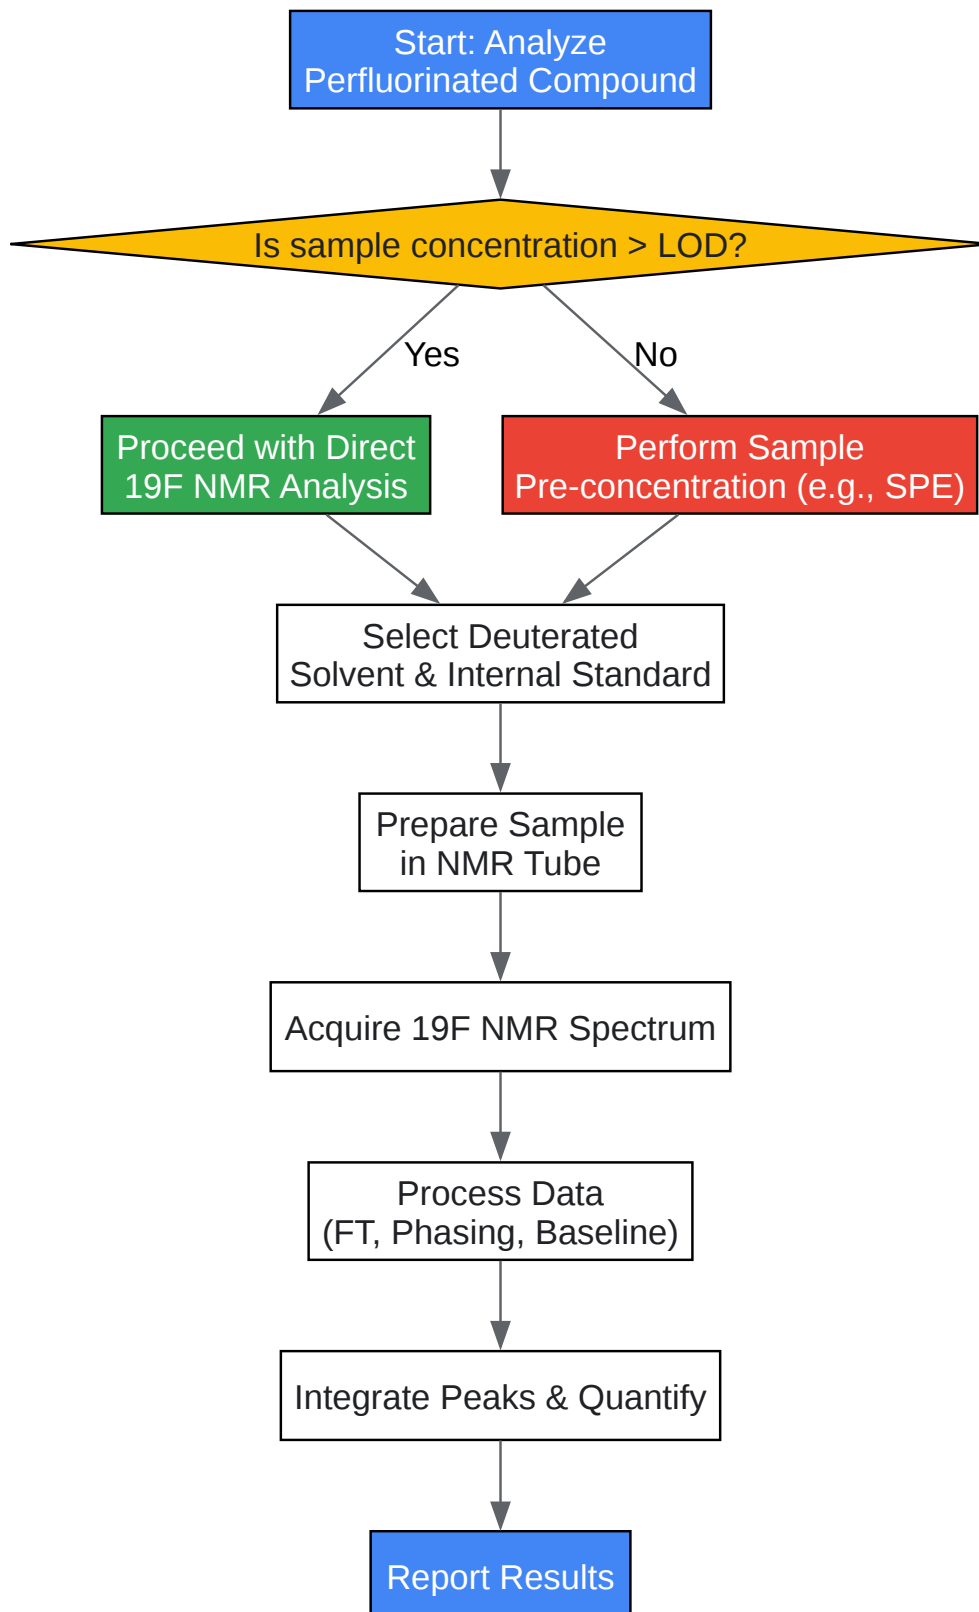 Start: Analyze
Perfluorinated Compound
Is sample concentration > LOD?
Yes
No
Proceed with Direct
19F NMR Analysis
Perform Sample
Pre-concentration (e.g., SPE)
Select Deuterated
Solvent & Internal Standard
Prepare Sample
in NMR Tube
Acquire 19F NMR Spectrum
Process Data
(FT, Phasing, Baseline)
Integrate Peaks & Quantify
Report Results